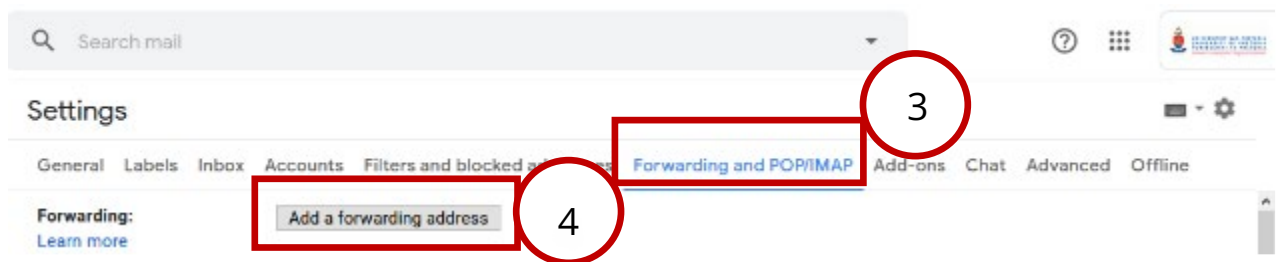 Search mail
Settings
3
General Labels Inbox Accounts Filters and blocked Forwarding and POP/IMAP Add-ons Chat Advanced Offline
Forwarding:
Add a forwarding address
4
Learn more